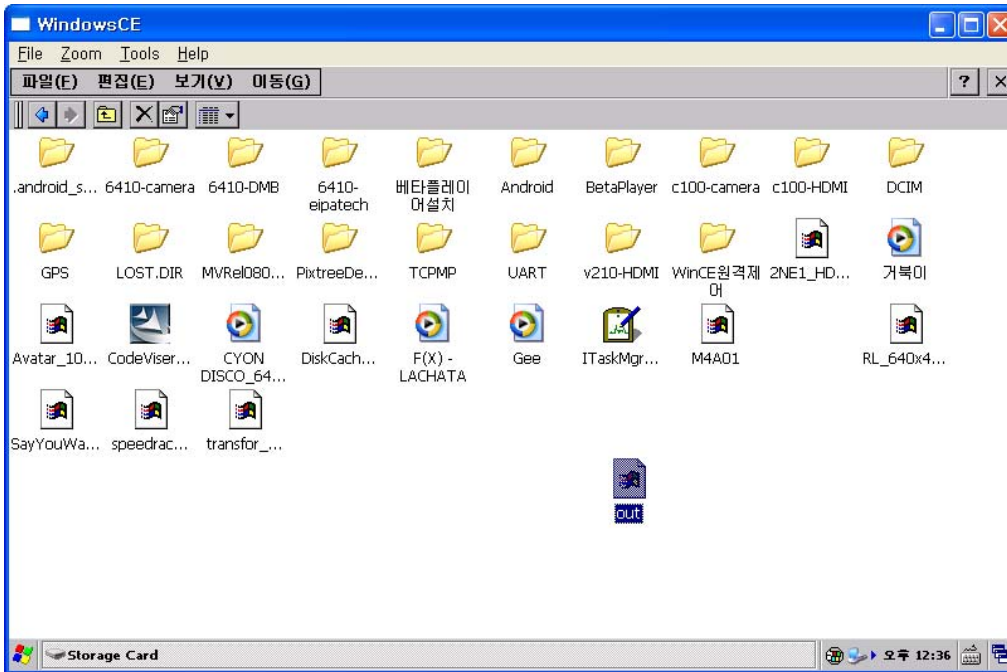 WindowsCE
File Zoom Tools Help
파일(F) 편집(E) 보기(V) 이동(G) ? X
.android_s... 6410-camera 6410-DMB 6410-eipatech 베타플레이어설치 Android BetaPlayer c100-camera c100-HDMI DCIM
GPS LOST.DIR MVRel080... PixtreeDe... TCPMP UART v210-HDMI WinCE원격제어 2NE1_HD... 거북이
Avatar_10... CodeViser... CYON DISCO_64... DiskCach... F(X) - LACHATA Gee ITaskMgr... M4A01 RL_640x4...
SayYouWa... speedrac... transfor_...
out
Storage Card 오후 12:36